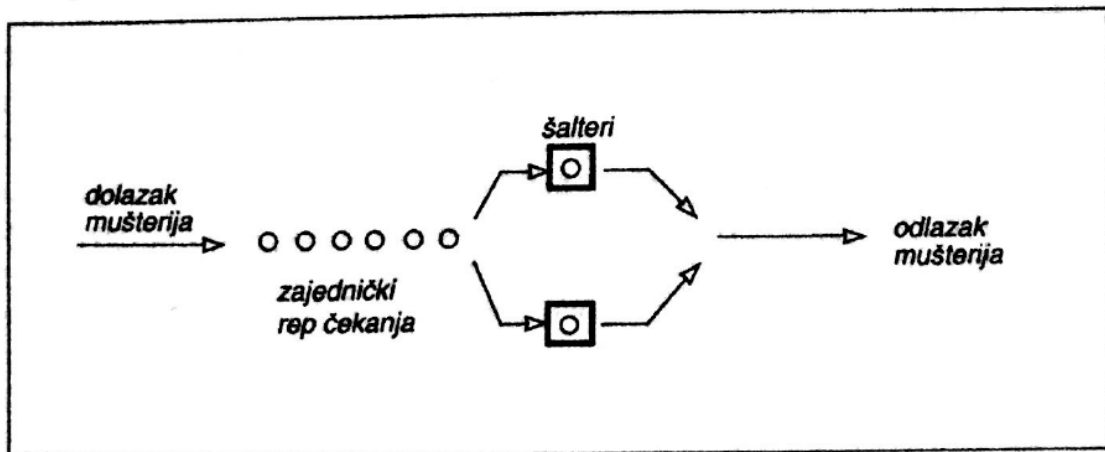 šalteri
dolazak
mušterija
zajednički
rep čekanja
odlazak
mušterija